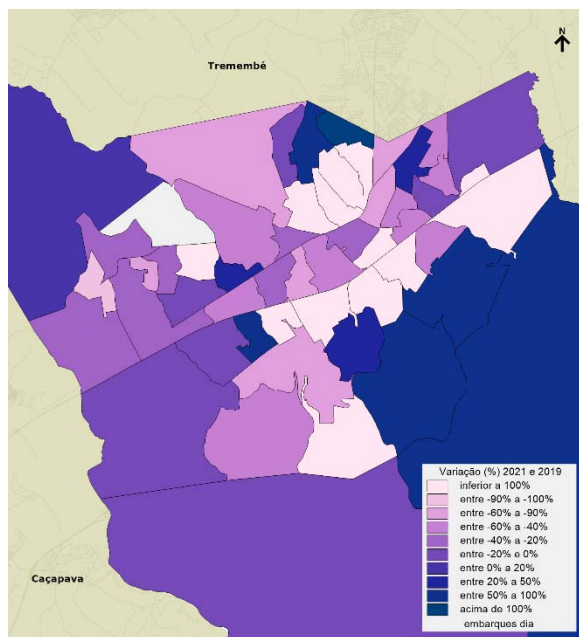 N
Tremembé
Caçapava
Variação (%) 2021 e 2019
inferior a 100%
entre -90% a -100%
entre -60% a -90%
entre -60% a -40%
entre -40% a -20%
entre -20% e 0%
entre 0% a 20%
entre 20% a 50%
entre 50% a 100%
acima de 100%
embarques dia